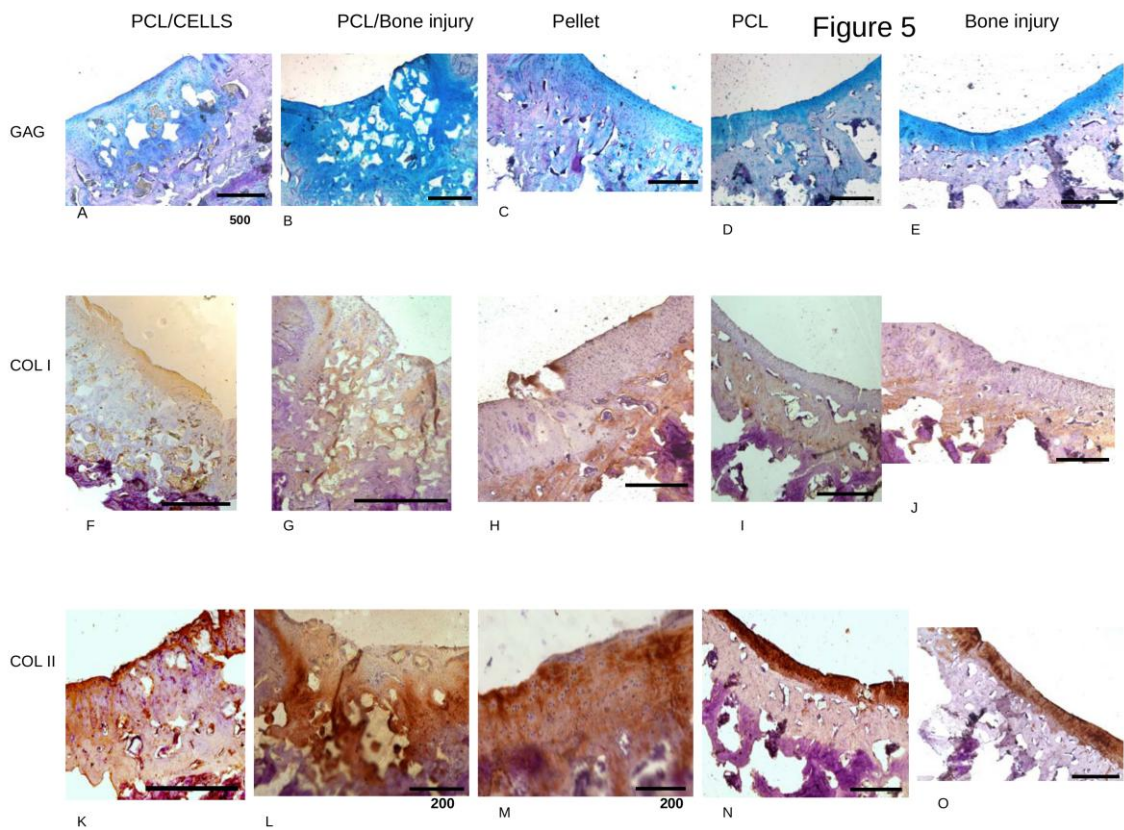 PCL/CELLS PCL/Bone injury Pellet PCL Figure 5 Bone injury
GAG
A 500 B C D E
COL I
F G H I J
COL II
K L 200 M 200 N O